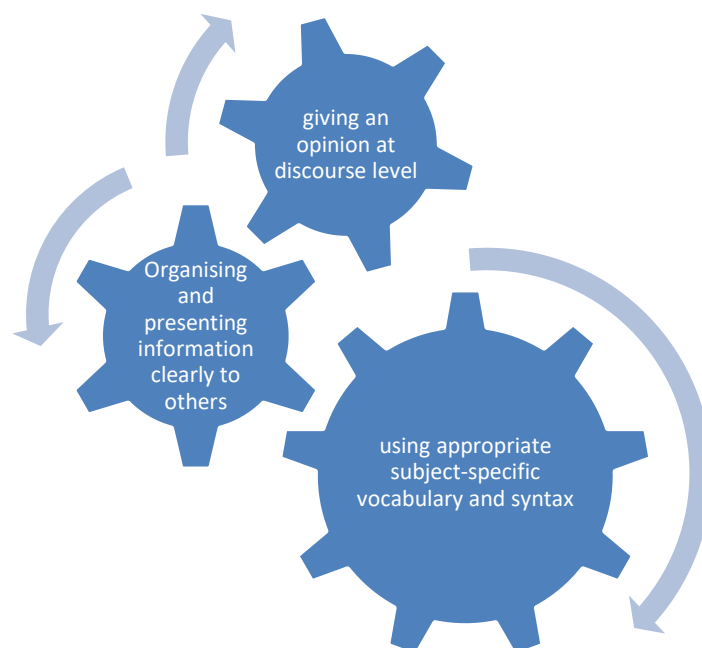 giving an
opinion at
discourse level
Organising
and
presenting
information
clearly to
others
using appropriate
subject-specific
vocabulary and syntax